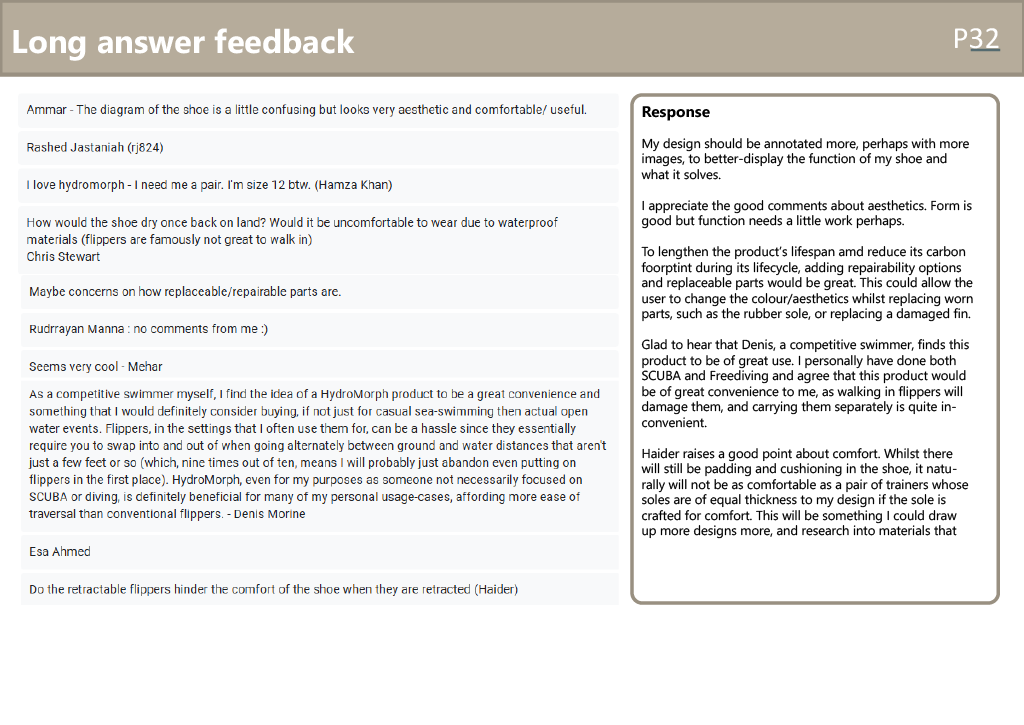 Long answer feedback
P32
Ammar - The diagram of the shoe is a little confusing but looks very aesthetic and comfortable/ useful.
Rashed Jastaniah (rj824)
I love hydromorph - I need me a pair. I'm size 12 btw. (Hamza Khan)
How would the shoe dry once back on land? Would it be uncomfortable to wear due to waterproof
materials (flippers are famously not great to walk in)
Chris Stewart
Maybe concerns on how replaceable/repairable parts are.
Rudrrayan Manna : no comments from me :)
Seems very cool - Mehar
As a competitive swimmer myself, I find the idea of a HydroMorph product to be a great convenience and
something that I would definitely consider buying, if not just for casual sea-swimming then actual open
water events. Flippers, in the settings that I often use them for, can be a hassle since they essentially
require you to swap into and out of when going alternately between ground and water distances that aren't
just a few feet or so (which, nine times out of ten, means I will probably just abandon even putting on
flippers in the first place). HydroMorph, even for my purposes as someone not necessarily focused on
SCUBA or diving, is definitely beneficial for many of my personal usage-cases, affording more ease of
traversal than conventional flippers. - Denis Morine
Esa Ahmed
Do the retractable flippers hinder the comfort of the shoe when they are retracted (Haider)
Response
My design should be annotated more, perhaps with more
images, to better-display the function of my shoe and
what it solves.
I appreciate the good comments about aesthetics. Form is
good but function needs a little work perhaps.
To lengthen the product's lifespan amd reduce its carbon
foorptint during its lifecycle, adding repairability options
and replaceable parts would be great. This could allow the
user to change the colour/aesthetics whilst replacing worn
parts, such as the rubber sole, or replacing a damaged fin.
Glad to hear that Denis, a competitive swimmer, finds this
product to be of great use. I personally have done both
SCUBA and Freediving and agree that this product would
be of great convenience to me, as walking in flippers will
damage them, and carrying them separately is quite in-
convenient.
Haider raises a good point about comfort. Whilst there
will still be padding and cushioning in the shoe, it natu-
rally will not be as comfortable as a pair of trainers whose
soles are of equal thickness to my design if the sole is
crafted for comfort. This will be something I could draw
up more designs more, and research into materials that